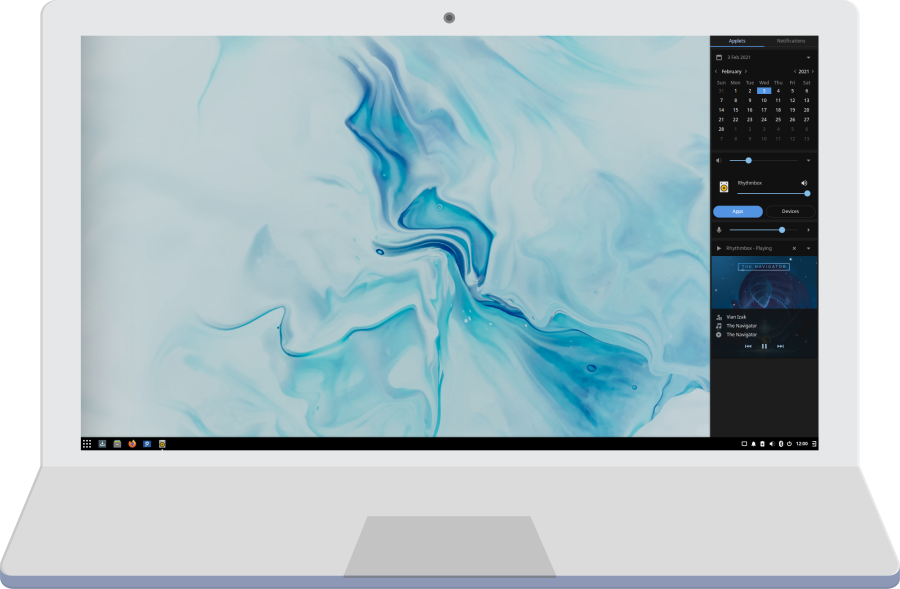 Applets Notifications
3 Feb 2021
February 2021
Sun Mon Tue Wed Thu Fri Sat
31 1 2 3 4 5 6
7 8 9 10 11 12 13
14 15 16 17 18 19 20
21 22 23 24 25 26 27
28 1 2 3 4 5 6
7 8 9 10 11 12 13
Rhythmbox
Apps Devices
Rhythmbox - Playing
THE NAVIGATOR
Vian Izak
The Navigator
The Navigator
12:00